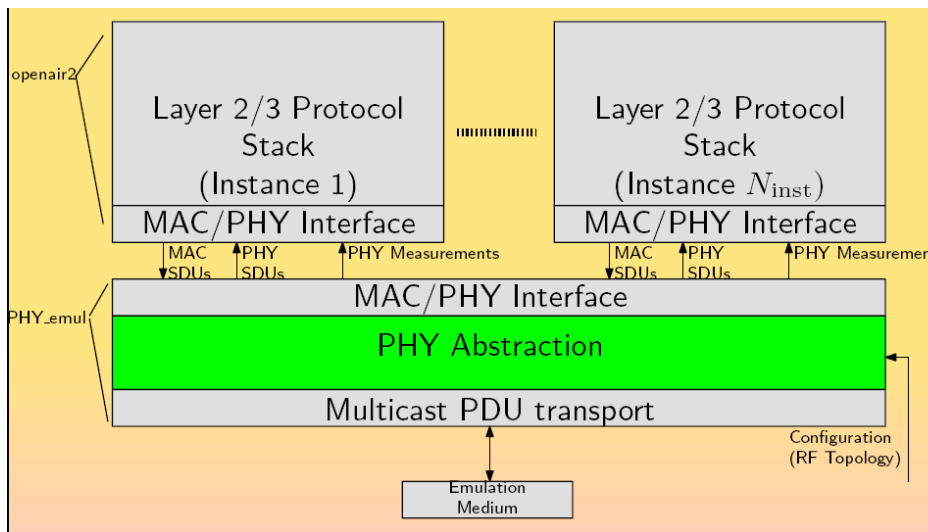 openair2
Layer 2/3 Protocol
Stack
(Instance 1)
MAC/PHY Interface
Layer 2/3 Protocol
Stack
(Instance N_inst)
MAC/PHY Interface
MAC
SDUs
PHY
SDUs
PHY Measurements
MAC
SDUs
PHY
SDUs
PHY Measuremen
PHY_emul
MAC/PHY Interface
PHY Abstraction
Multicast PDU transport
Configuration
(RF Topology)
Emulation
Medium